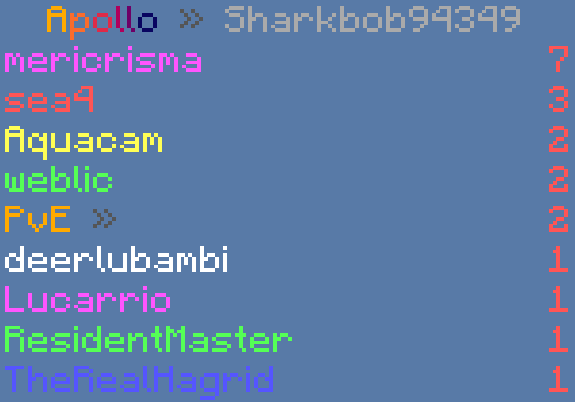 Apollo » Sharkbob94349
mericrisma 7
sea9 3
Aquacam 2
weblic 2
PvE » 2
deerlubambi 1
Lucarrio 1
ResidentMaster 1
TheRealHagrid 1